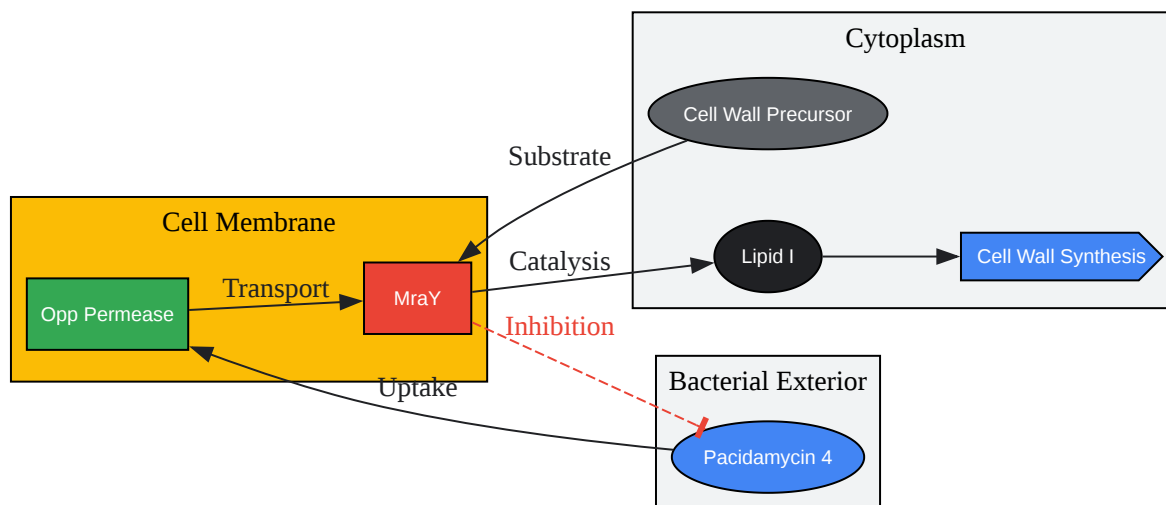 Cytoplasm
Cell Wall Precursor
Substrate
Cell Membrane
Catalysis
Lipid I
Cell Wall Synthesis
Transport
MraY
Opp Permease
Inhibition
Uptake
Bacterial Exterior
Pacidamycin 4